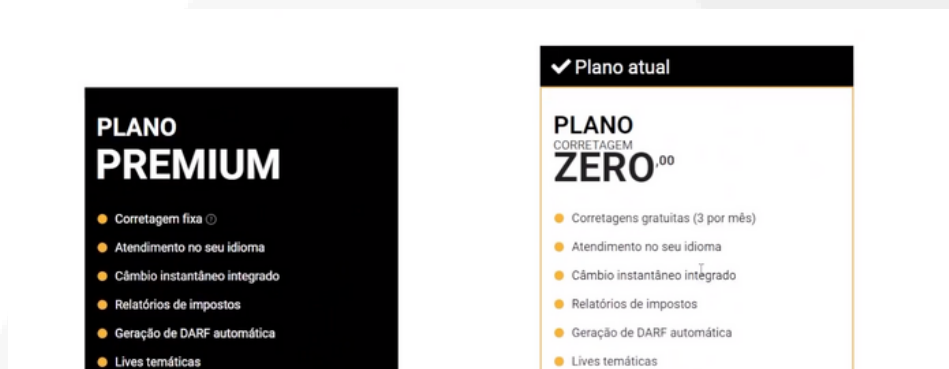 PLANO
PREMIUM
Corretagem fixa
Atendimento no seu idioma
Câmbio instantâneo integrado
Relatórios de impostos
Geração de DARF automática
Lives temáticas
Plano atual
PLANO
CORRETAGEM
ZERO,00
Corretagens gratuitas (3 por mês)
Atendimento no seu idioma
Câmbio instantâneo integrado
Relatórios de impostos
Geração de DARF automática
Lives temáticas